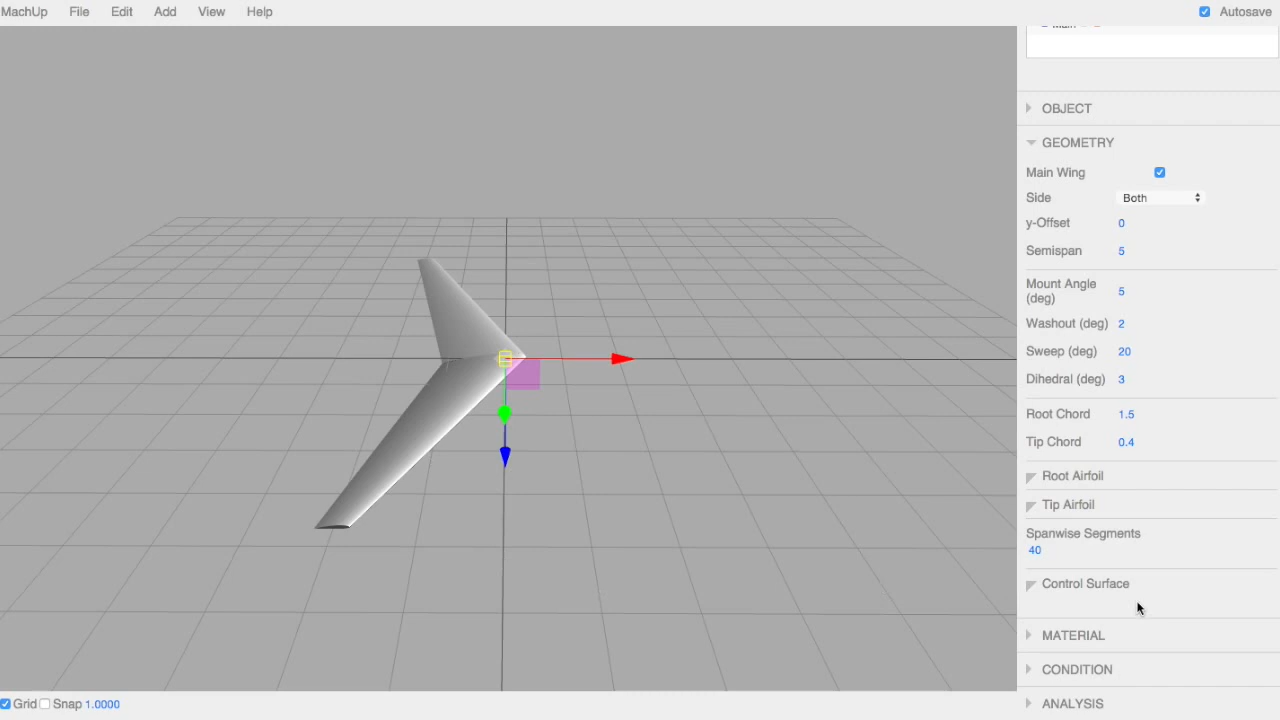 MachUp File Edit Add View Help Autosave
OBJECT
GEOMETRY
Main Wing
Side Both
y-Offset 0
Semispan 5
Mount Angle
(deg) 5
Washout (deg) 2
Sweep (deg) 20
Dihedral (deg) 3
Root Chord 1.5
Tip Chord 0.4
Root Airfoil
Tip Airfoil
Spanwise Segments
40
Control Surface
MATERIAL
CONDITION
ANALYSIS
Grid Snap 1.0000